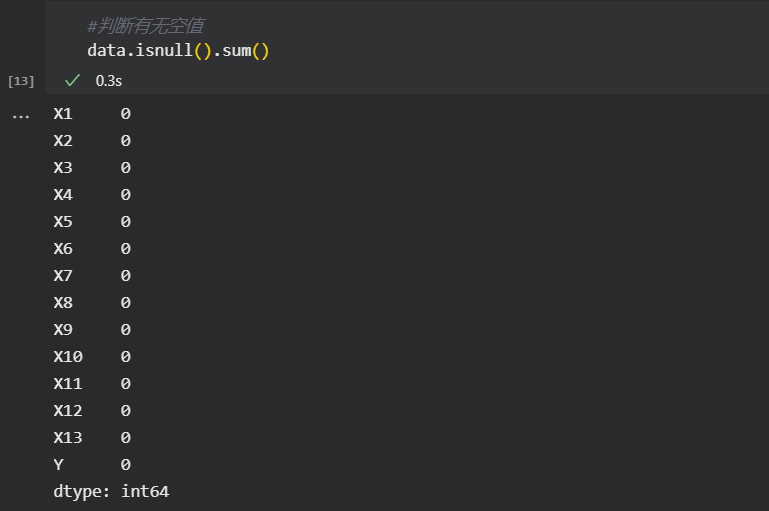 #判断有无空值
data.isnull().sum()
[13] 0.3s
... X1 0
X2 0
X3 0
X4 0
X5 0
X6 0
X7 0
X8 0
X9 0
X10 0
X11 0
X12 0
X13 0
Y 0
dtype: int64